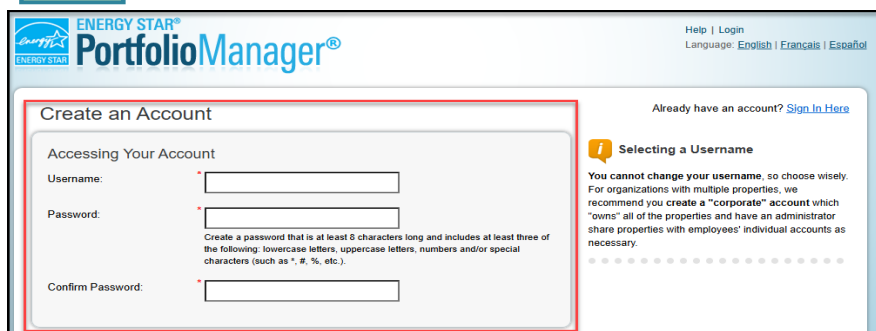 ENERGY STAR®
PortfolioManager®
energy
ENERGY STAR
Help | Login
Language: English | Français | Español
Create an Account
Accessing Your Account
Username: *
Password: *
Create a password that is at least 8 characters long and includes at least three of
the following: lowercase letters, uppercase letters, numbers and/or special
characters (such as *, #, %, etc.).
Confirm Password: *
Already have an account? Sign In Here
i Selecting a Username
You cannot change your username, so choose wisely.
For organizations with multiple properties, we
recommend you create a "corporate" account which
"owns" all of the properties and have an administrator
share properties with employees' individual accounts as
necessary.